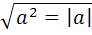 √a² = |a|